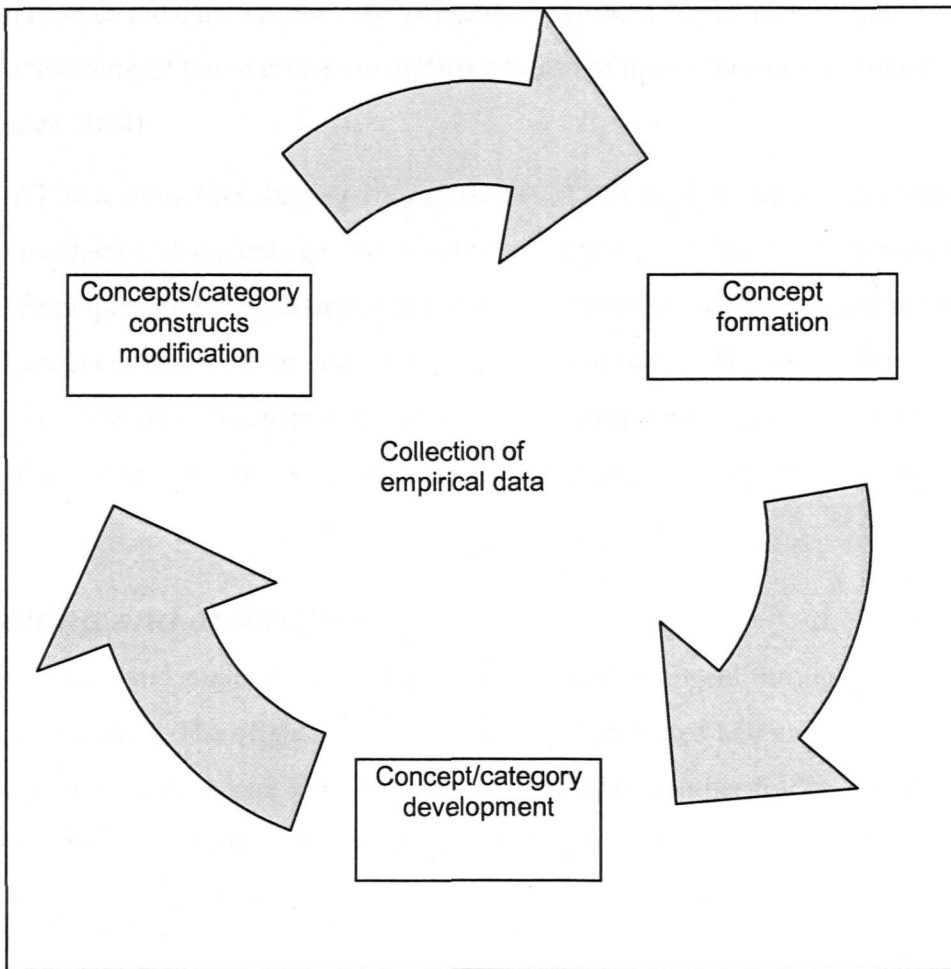 Concepts/category
constructs
modification
Concept
formation
Collection of
empirical data
Concept/category
development